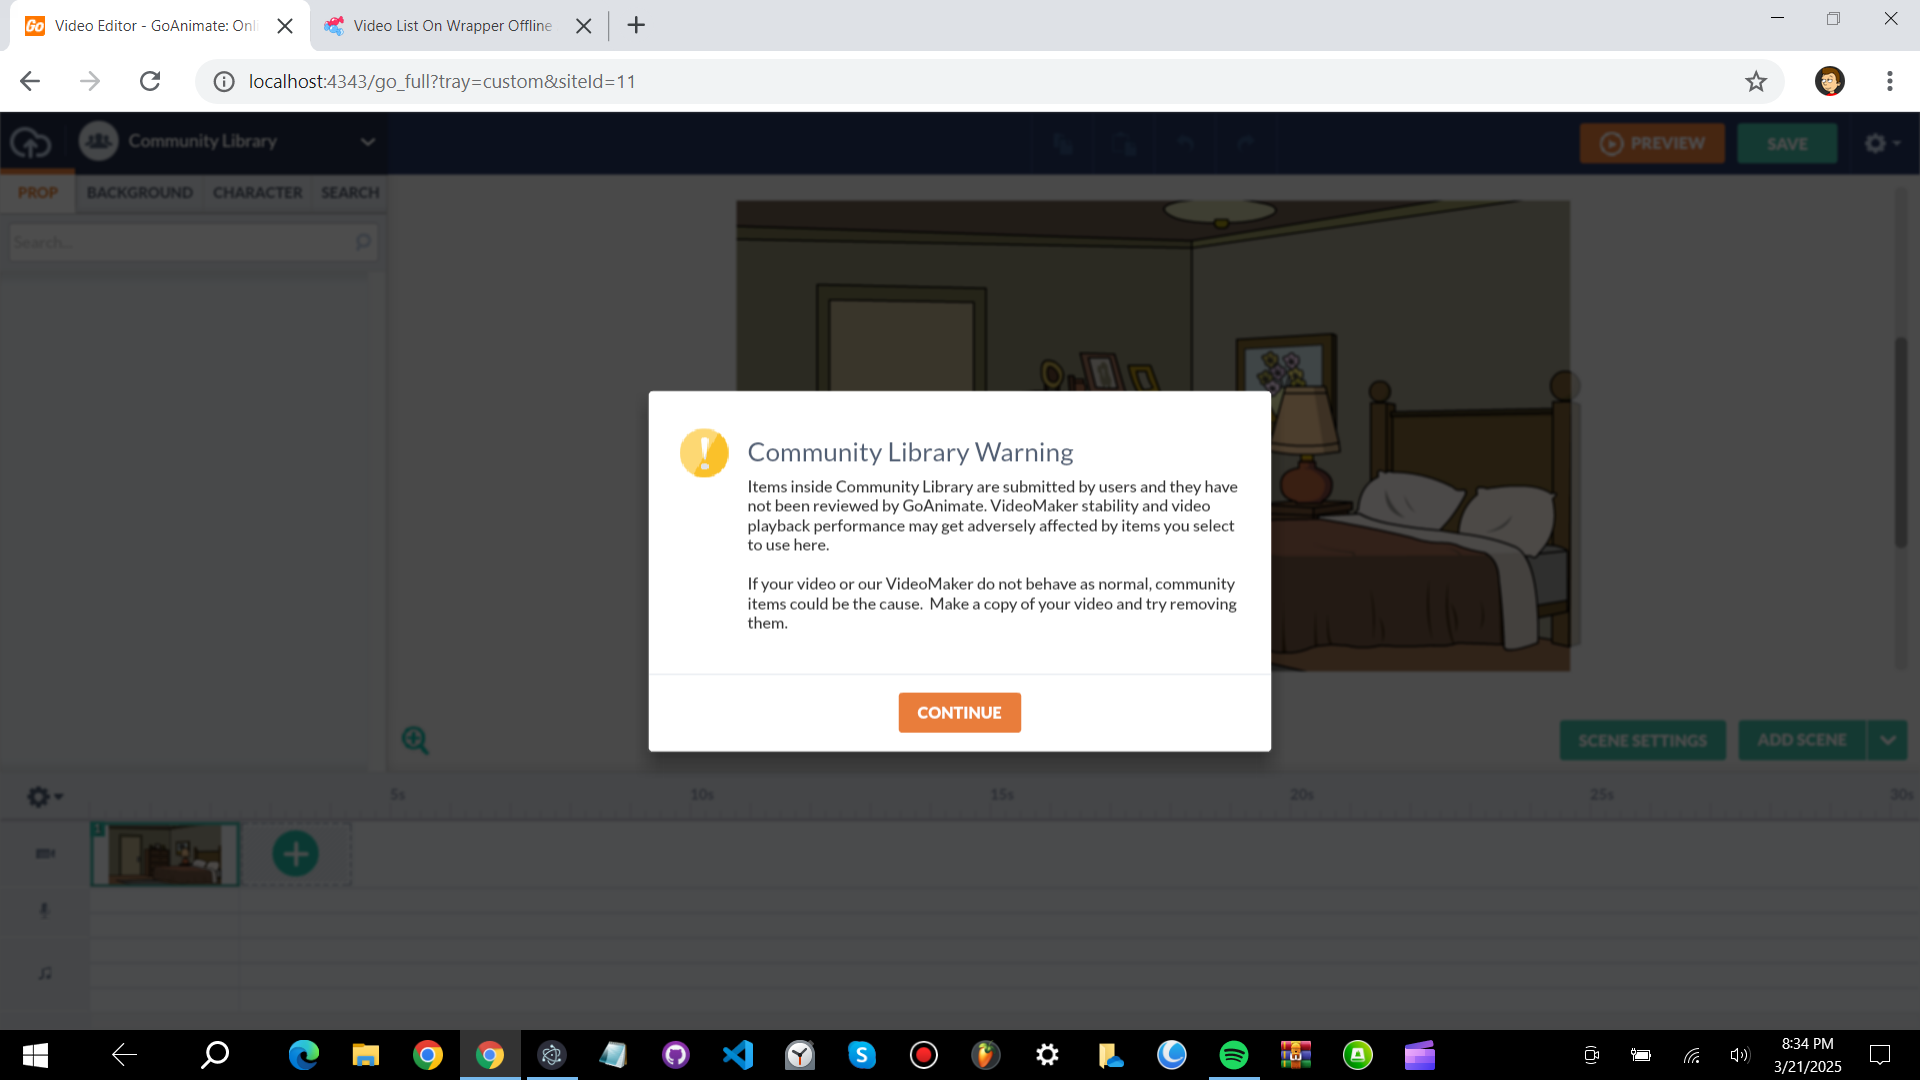 Video Editor - GoAnimate: Onl
Video List On Wrapper Offline
localhost:4343/go_full?tray=custom&siteId=11
Community Library
PREVIEW
SAVE
PROP
BACKGROUND
CHARACTER
SEARCH
Search...
Community Library Warning
Items inside Community Library are submitted by users and they have
not been reviewed by GoAnimate. VideoMaker stability and video
playback performance may get adversely affected by items you select
to use here.
If your video or our VideoMaker do not behave as normal, community
items could be the cause.  Make a copy of your video and try removing
them.
CONTINUE
SCENE SETTINGS
ADD SCENE
5s
10s
15s
20s
25s
30s
1
8:34 PM
3/21/2025